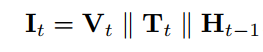 I_t = V_t ∥ T_t ∥ H_{t−1}